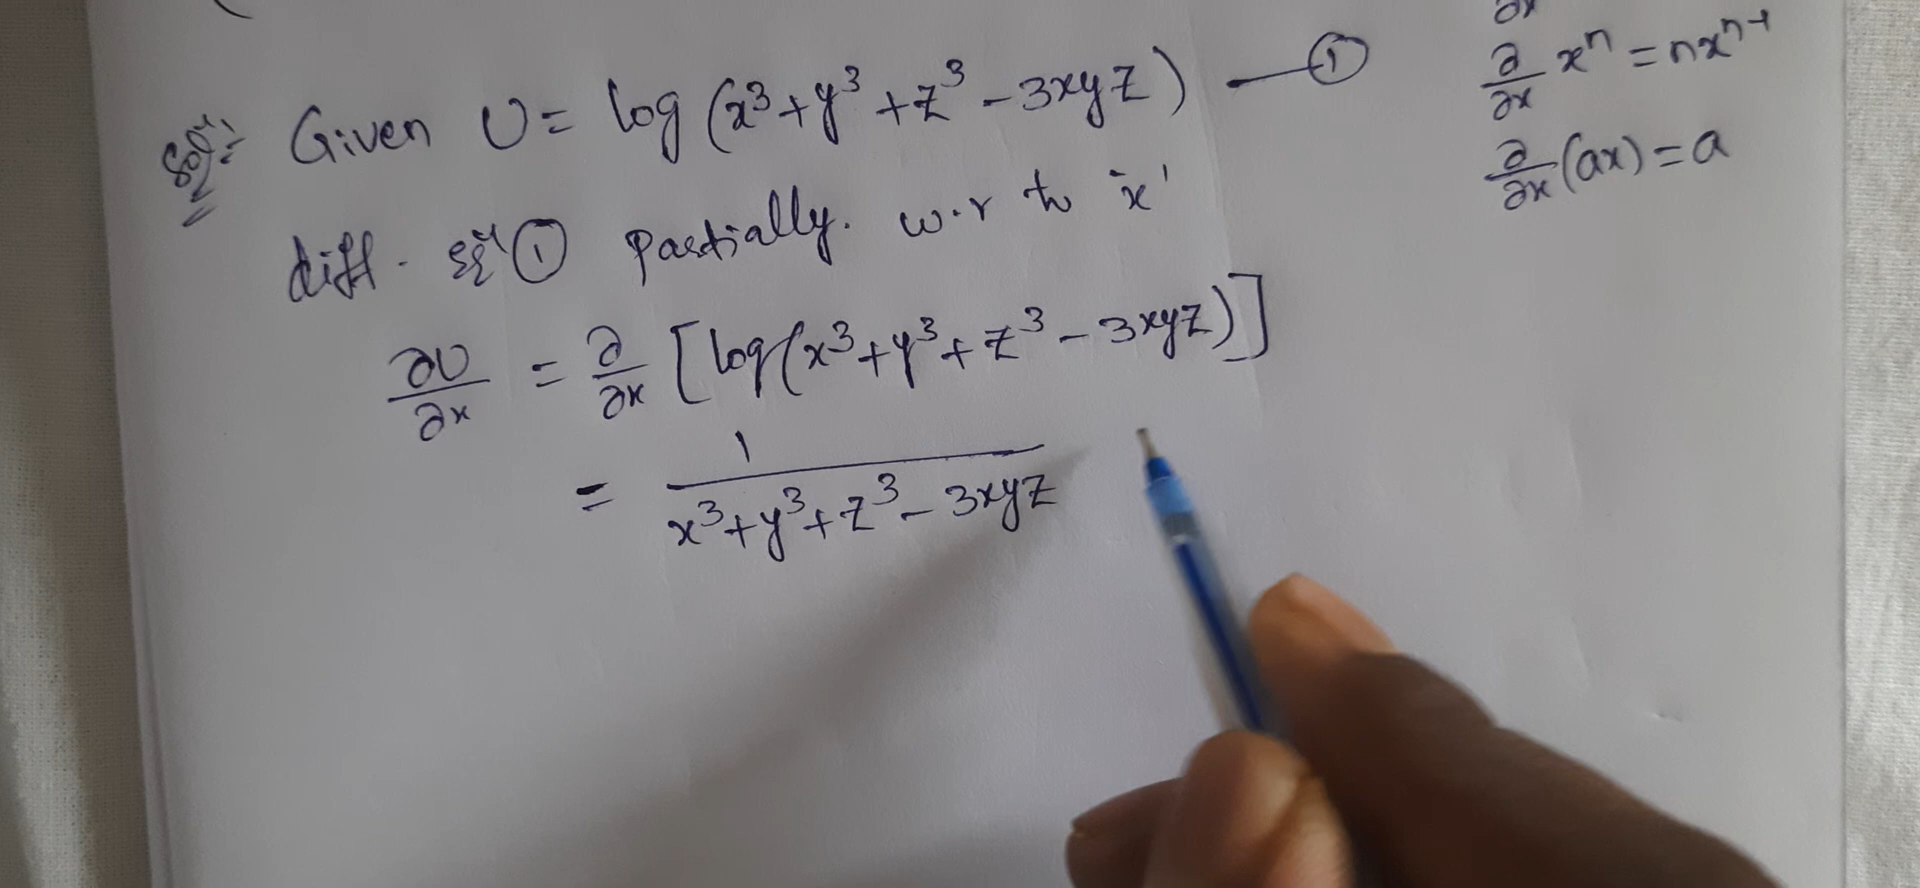 Solⁿ:- Given U = log (x³ + y³ + z³ - 3xyz) — ①
diff. eqⁿ ① partially. w.r to 'x'
∂U/∂x = ∂/∂x [log(x³ + y³ + z³ - 3xyz)]
= 1/(x³ + y³ + z³ - 3xyz)
∂x
∂/∂x xⁿ = nxⁿ⁻¹
∂/∂x (ax) = a